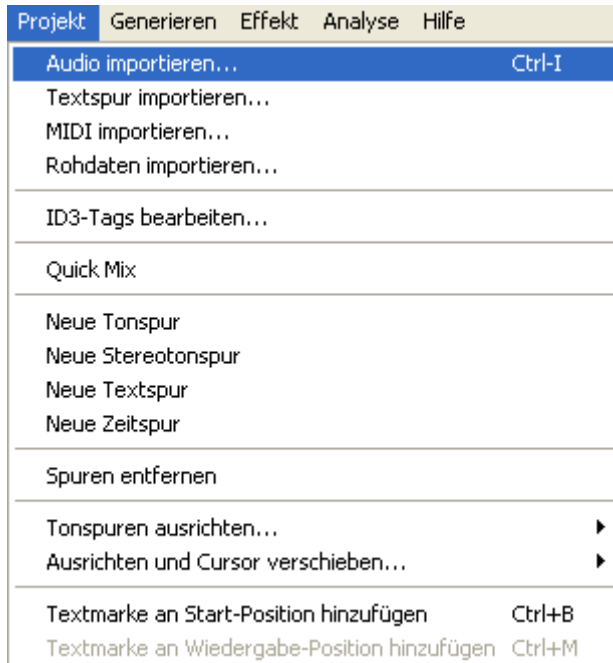 Projekt Generieren Effekt Analyse Hilfe
Audio importieren... Ctrl-I
Textspur importieren...
MIDI importieren...
Rohdaten importieren...
ID3-Tags bearbeiten...
Quick Mix
Neue Tonspur
Neue Stereotonspur
Neue Textspur
Neue Zeitspur
Spuren entfernen
Tonspuren ausrichten...
Ausrichten und Cursor verschieben...
Textmarke an Start-Position hinzufügen Ctrl+B
Textmarke an Wiedergabe-Position hinzufügen Ctrl+M